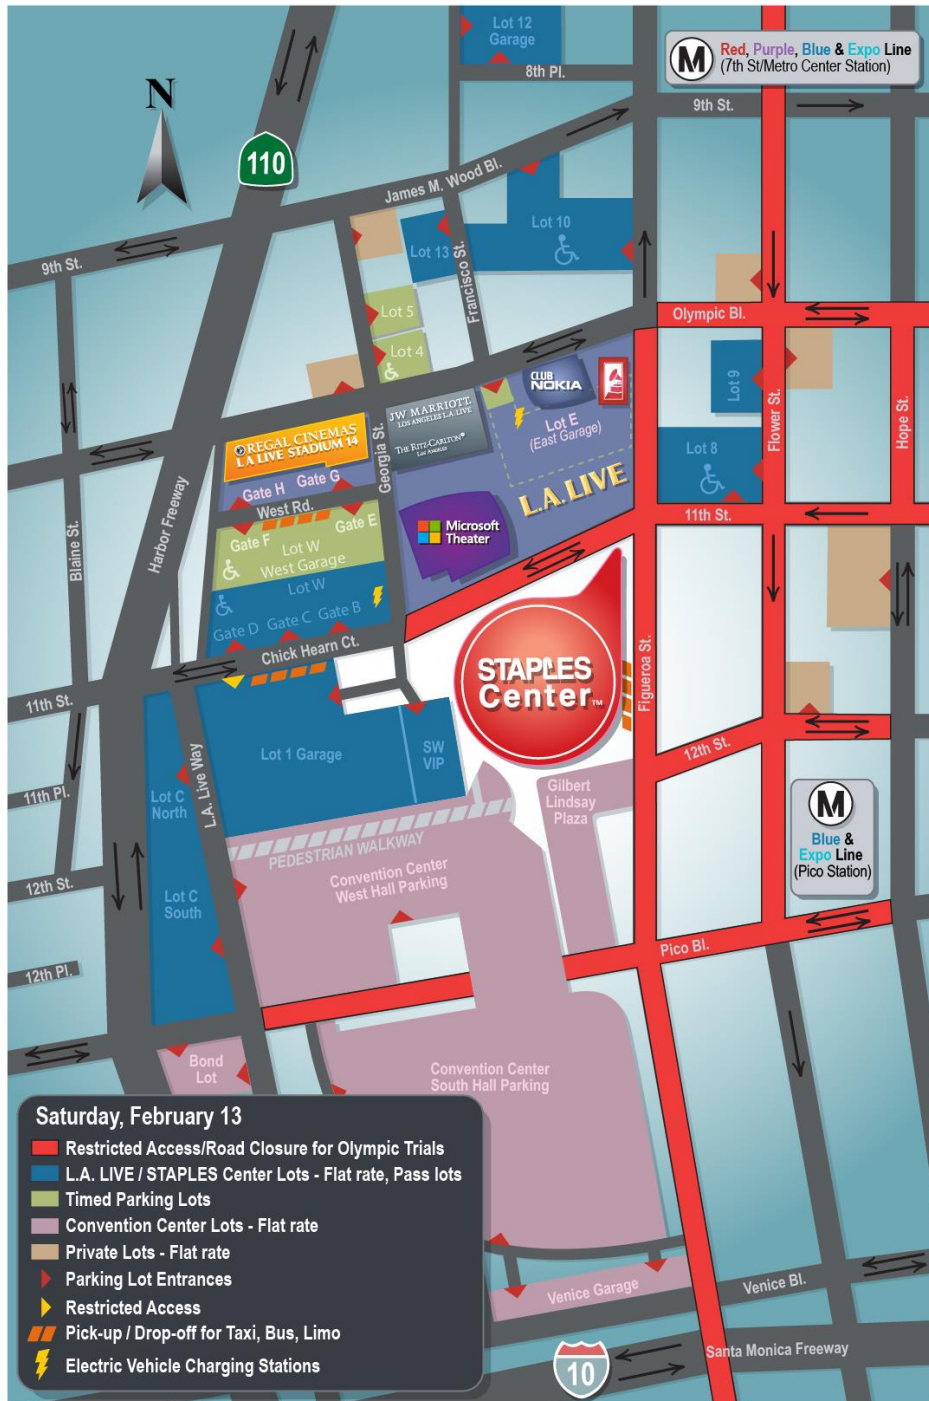 Lot 12
Garage
8th Pl.
Red, Purple, Blue & Expo Line
(7th St/Metro Center Station)
M
N
9th St.
110
James M. Wood Bl.
9th St.
Lot 10
Lot 13
Francisco St.
Lot 5
Lot 4
Olympic Bl.
CLUB
NOKIA
Lot 9
Flower St.
Hope St.
JW MARRIOTT
LOS ANGELES L.A. LIVE
THE RITZ-CARLTON
Los Angeles
Lot E
(East Garage)
REGAL CINEMAS
LA LIVE STADIUM 14
Georgia St.
Lot 8
Gate H
Gate G
L.A. LIVE
West Rd.
Gate E
11th St.
Microsoft
Theater
Gate F
Lot W
West Garage
Harbor Freeway
Blaine St.
Lot W
Gate D
Gate C
Gate B
Chick Hearn Ct.
STAPLES
Center™
Figueroa St.
11th St.
12th St.
Lot 1 Garage
SW
VIP
L.A. Live Way
Lot C
North
11th Pl.
Gilbert
Lindsay
Plaza
M
Blue &
Expo Line
(Pico Station)
PEDESTRIAN WALKWAY
Convention Center
West Hall Parking
12th St.
Lot C
South
Pico Bl.
12th Pl.
Bond
Lot
Convention Center
South Hall Parking
Saturday, February 13
Restricted Access/Road Closure for Olympic Trials
L.A. LIVE / STAPLES Center Lots - Flat rate, Pass lots
Timed Parking Lots
Convention Center Lots - Flat rate
Private Lots - Flat rate
Parking Lot Entrances
Restricted Access
Pick-up / Drop-off for Taxi, Bus, Limo
Electric Vehicle Charging Stations
Venice Garage
Venice Bl.
Santa Monica Freeway
10